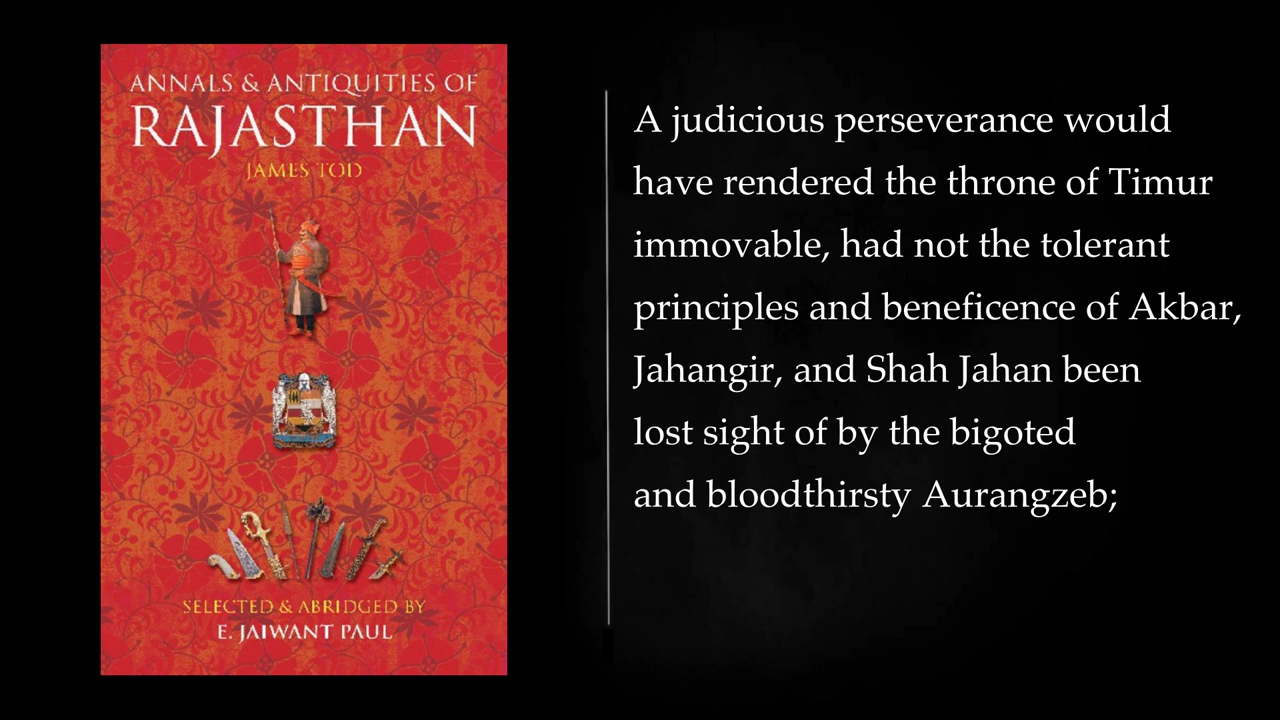 ANNALS & ANTIQUITIES OF
RAJASTHAN
JAMES TOD
SELECTED & ABRIDGED BY
E. JAIWANT PAUL
A judicious perseverance would
have rendered the throne of Timur
immovable, had not the tolerant
principles and beneficence of Akbar,
Jahangir, and Shah Jahan been
lost sight of by the bigoted
and bloodthirsty Aurangzeb;